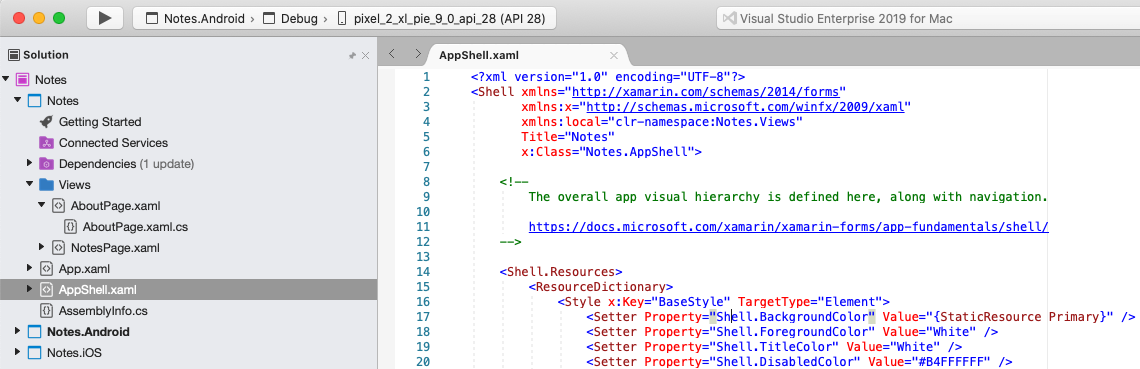 Notes.Android › Debug › pixel_2_xl_pie_9_0_api_28 (API 28)
Visual Studio Enterprise 2019 for Mac
Solution
Notes
Notes
Getting Started
Connected Services
Dependencies (1 update)
Views
AboutPage.xaml
AboutPage.xaml.cs
NotesPage.xaml
App.xaml
AppShell.xaml
AssemblyInfo.cs
Notes.Android
Notes.iOS
AppShell.xaml
1 <?xml version="1.0" encoding="UTF-8"?>
2 <Shell xmlns="http://xamarin.com/schemas/2014/forms"
3 xmlns:x="http://schemas.microsoft.com/winfx/2009/xaml"
4 xmlns:local="clr-namespace:Notes.Views"
5 Title="Notes"
6 x:Class="Notes.AppShell">
7
8 <!--
9 The overall app visual hierarchy is defined here, along with navigation.
10
11 https://docs.microsoft.com/xamarin/xamarin-forms/app-fundamentals/shell/
12 -->
13
14 <Shell.Resources>
15 <ResourceDictionary>
16 <Style x:Key="BaseStyle" TargetType="Element">
17 <Setter Property="Shell.BackgroundColor" Value="{StaticResource Primary}" />
18 <Setter Property="Shell.ForegroundColor" Value="White" />
19 <Setter Property="Shell.TitleColor" Value="White" />
20 <Setter Property="Shell.DisabledColor" Value="#B4FFFFFF" />